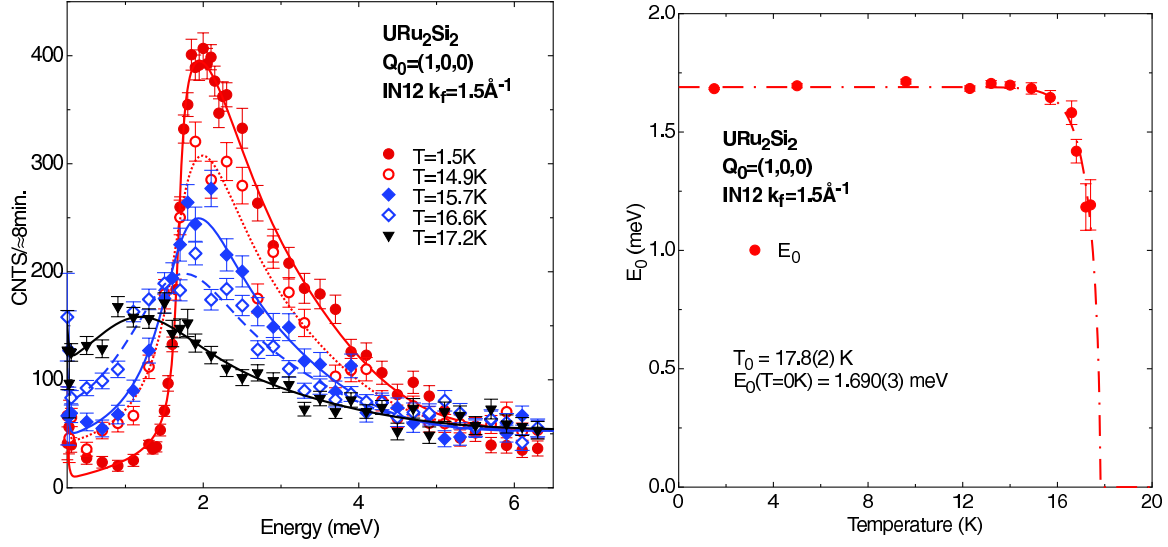 400
300
200
100
0
CNTS/≈8min.
URu₂Si₂
Q₀=(1,0,0)
IN12 k_f=1.5Å⁻¹
T=1.5K
T=14.9K
T=15.7K
T=16.6K
T=17.2K
2
4
6
Energy (meV)
2.0
1.5
1.0
0.5
0.0
E₀ (meV)
URu₂Si₂
Q₀=(1,0,0)
IN12 k_f=1.5Å⁻¹
E₀
T₀ = 17.8(2) K
E₀(T=0K) = 1.690(3) meV
0
4
8
12
16
20
Temperature (K)